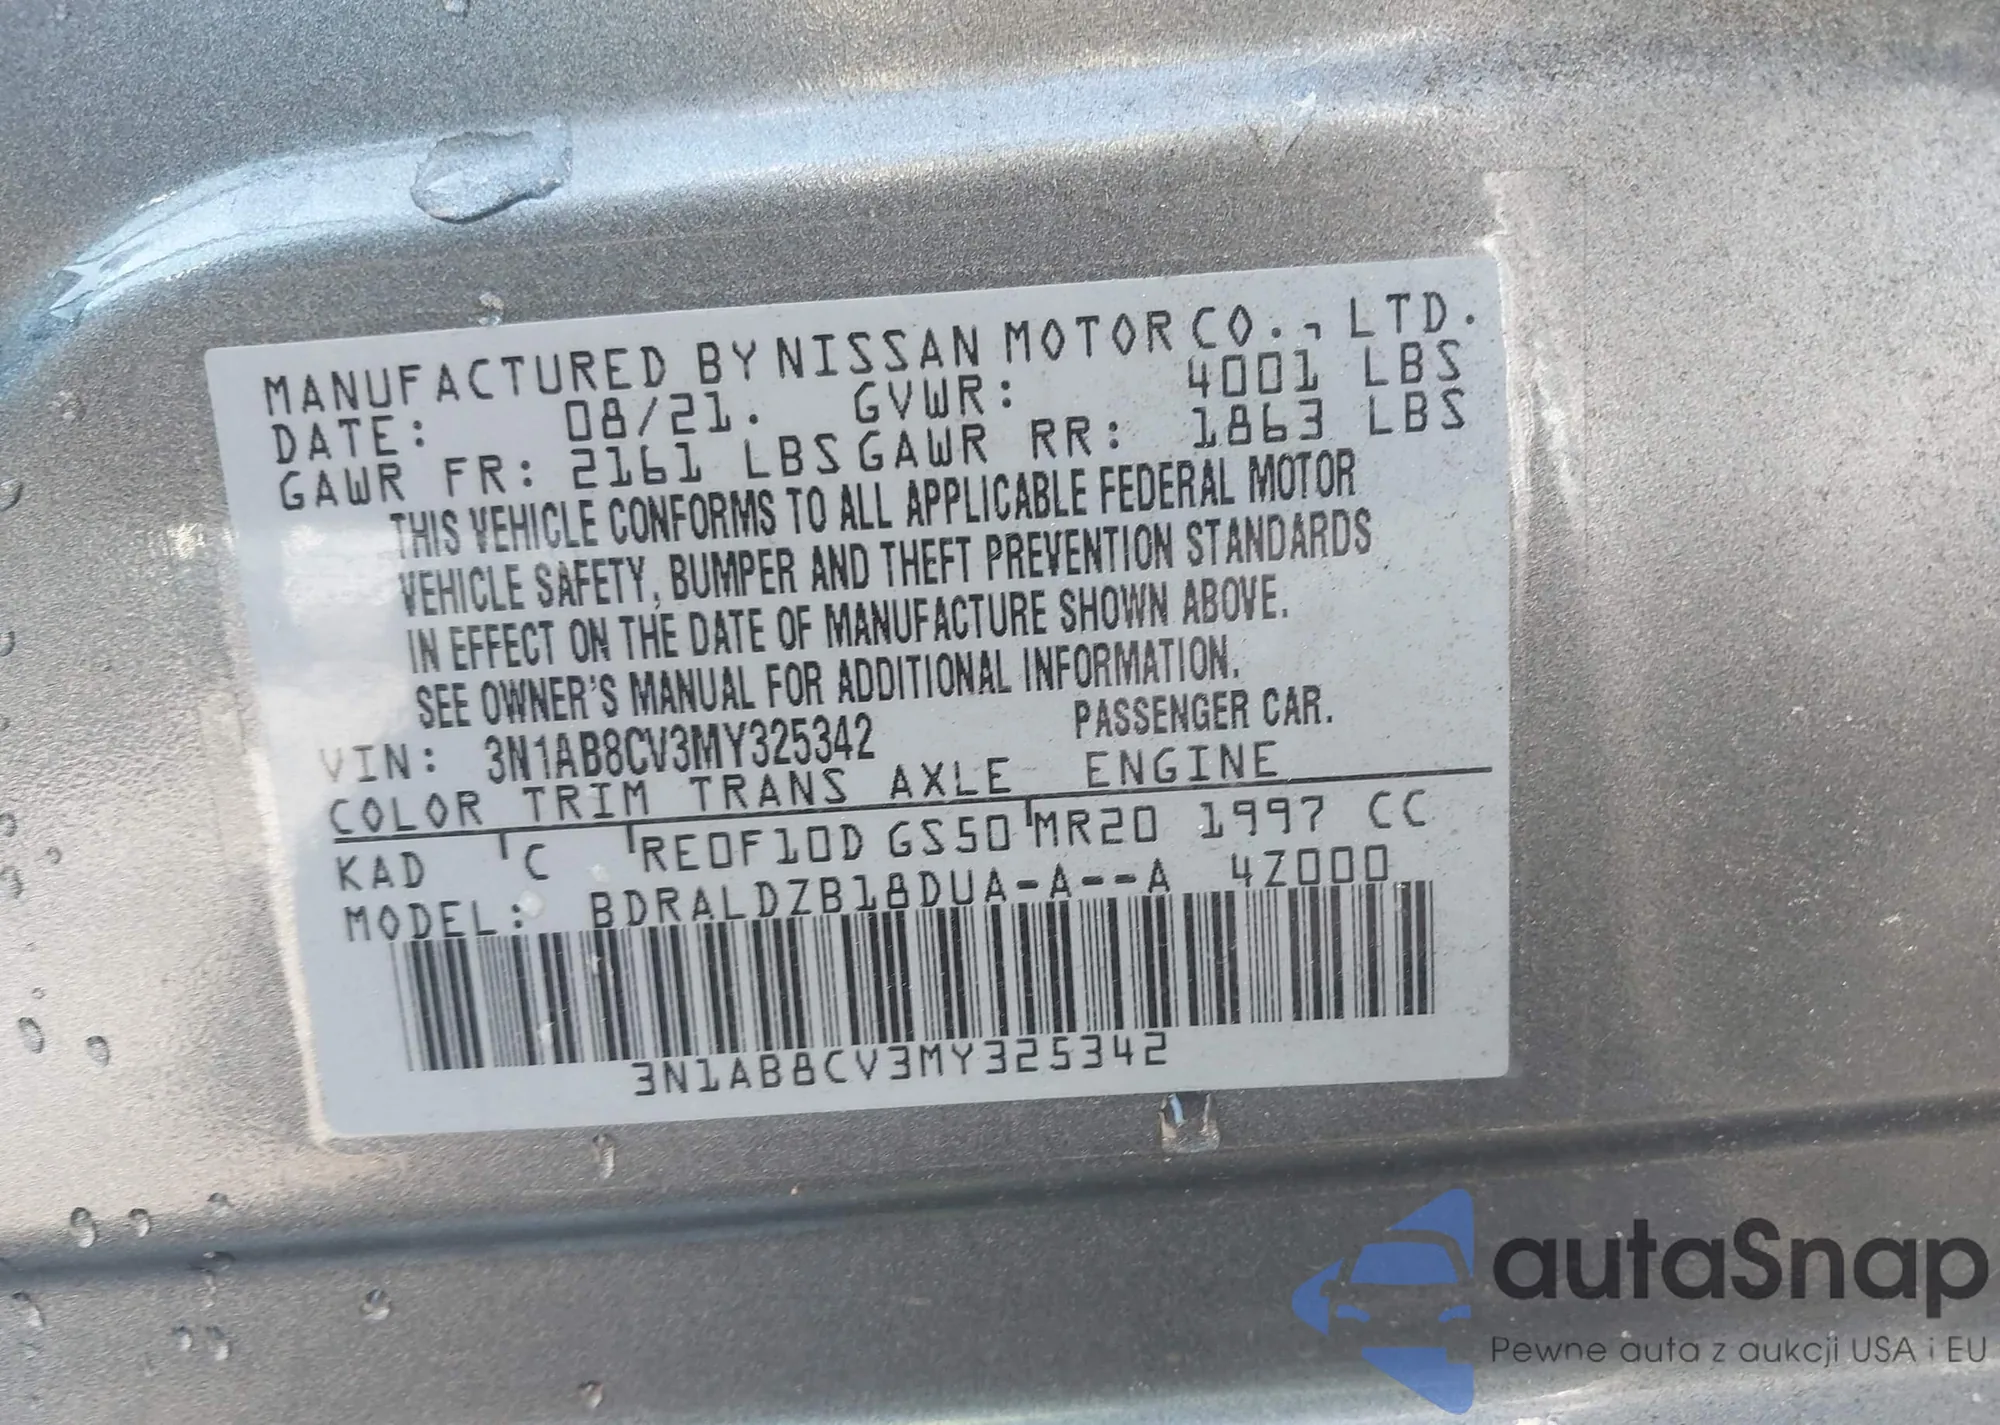 MANUFACTURED BY NISSAN MOTOR CO., LTD.
DATE: 08/21. GVWR: 4001 LBS
GAWR FR: 2161 LBS GAWR RR: 1863 LBS
THIS VEHICLE CONFORMS TO ALL APPLICABLE FEDERAL MOTOR
VEHICLE SAFETY, BUMPER AND THEFT PREVENTION STANDARDS
IN EFFECT ON THE DATE OF MANUFACTURE SHOWN ABOVE.
SEE OWNER'S MANUAL FOR ADDITIONAL INFORMATION.
VIN: 3N1AB8CV3MY325342 PASSENGER CAR.
COLOR TRIM TRANS AXLE ENGINE
KAD C RE0F10D GS50 MR20 1997 CC
MODEL: BDRALDZB18DUA-A--A 4Z000
3N1AB8CV3MY325342
autaSnap
Pewne auta z aukcji USA i EU